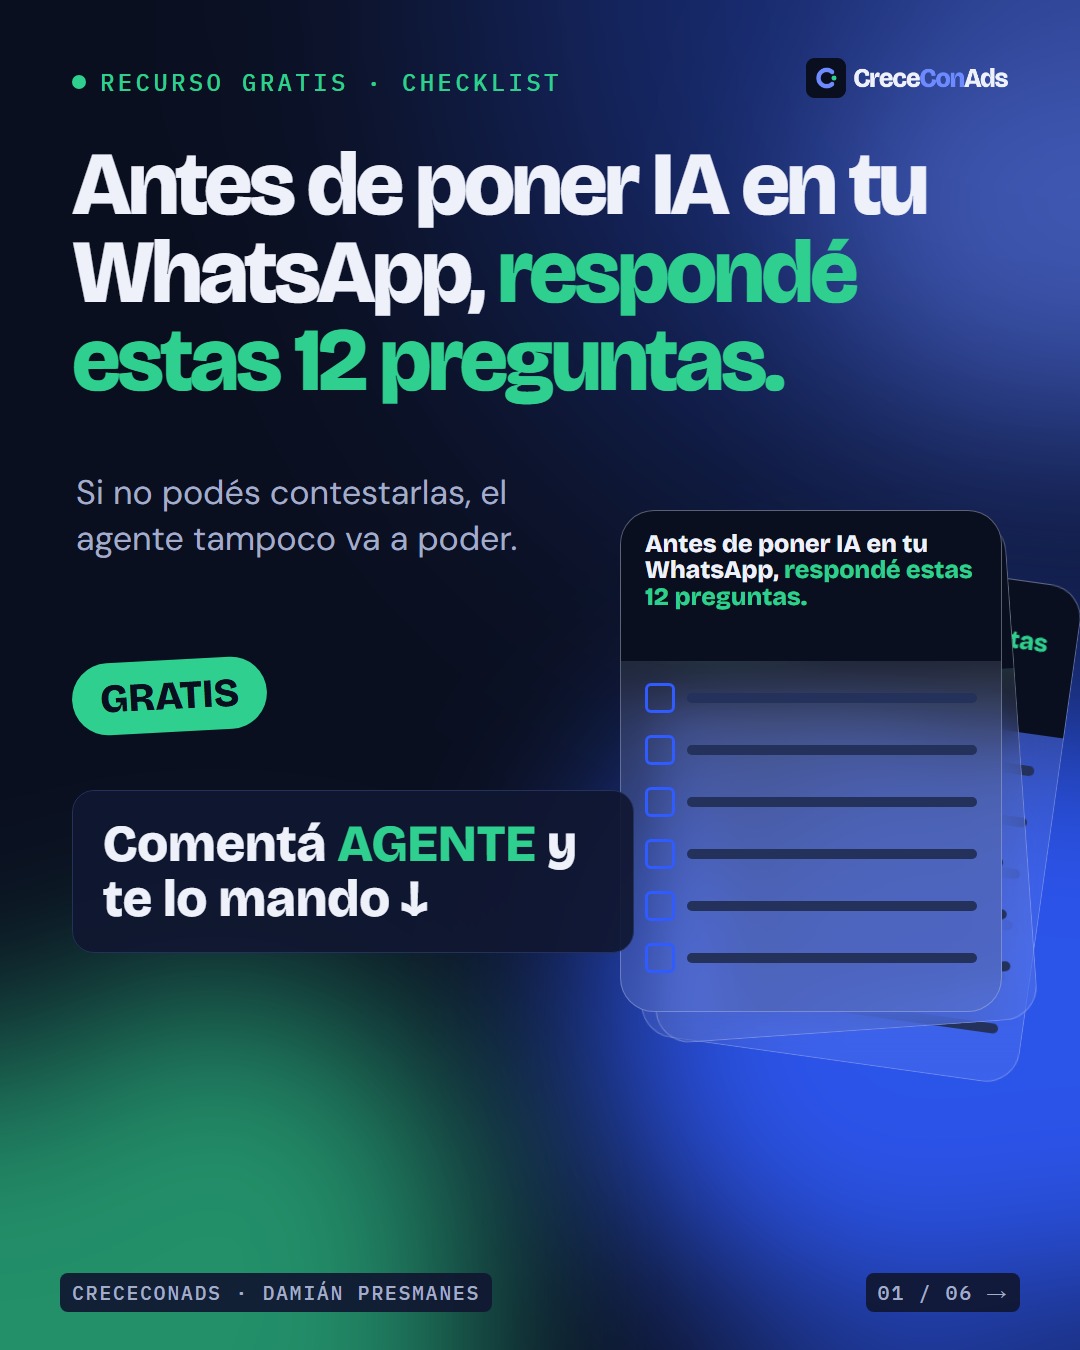 RECURSO GRATIS · CHECKLIST
CreceConAds
Antes de poner IA en tu
WhatsApp, respondé
estas 12 preguntas.
Si no podés contestarlas, el
agente tampoco va a poder.
Antes de poner IA en tu
WhatsApp, respondé estas
12 preguntas.
tas
GRATIS
Comentá AGENTE y
te lo mando ↓
CRECECONADS · DAMIÁN PRESMANES
01 / 06 →